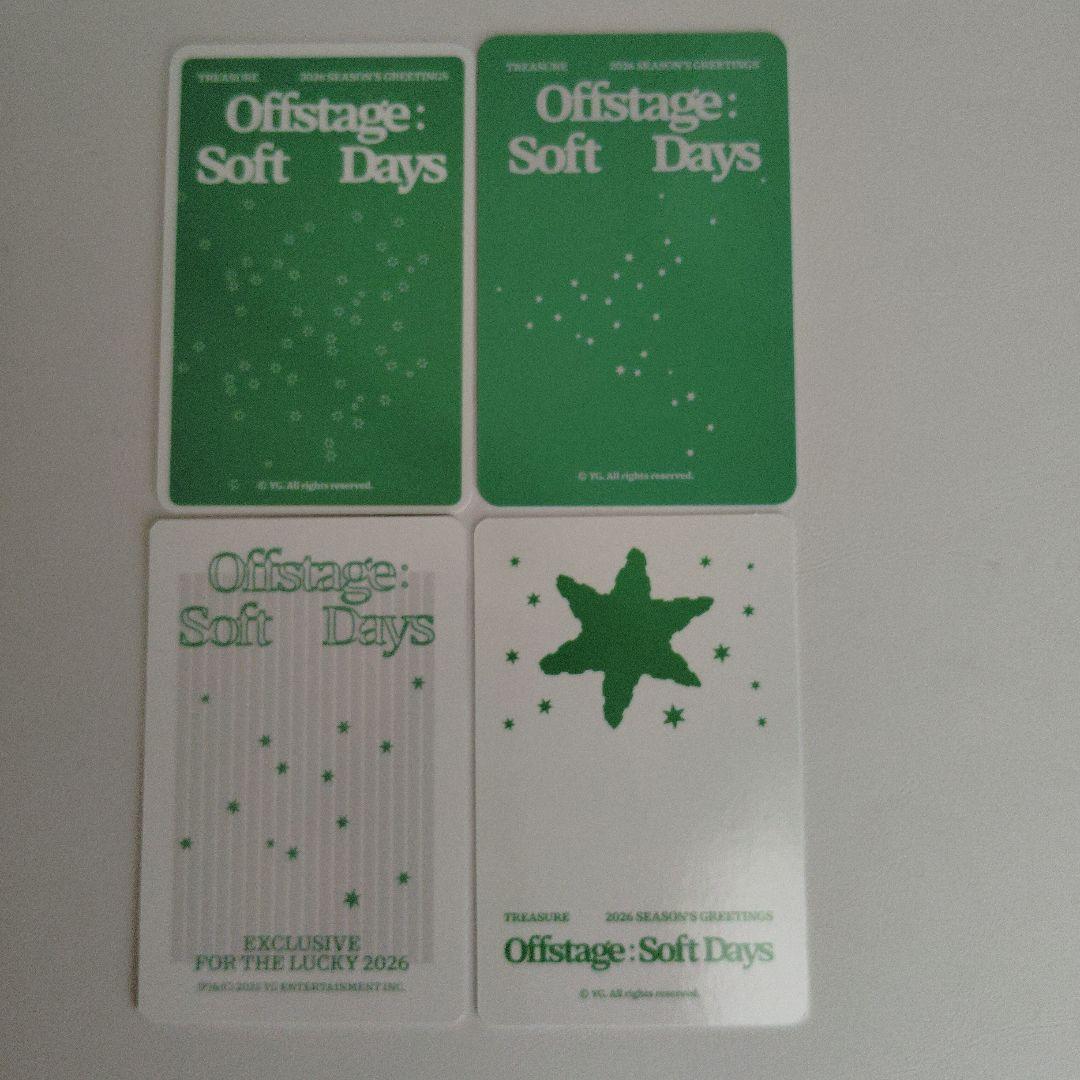 TREASURE 2026 SEASON'S GREETINGS
Offstage:
Soft Days
© YG. All rights reserved.
TREASURE 2026 SEASON'S GREETINGS
Offstage:
Soft Days
© YG. All rights reserved.
Offstage:
Soft Days
EXCLUSIVE
FOR THE LUCKY 2026
YG ENTERTAINMENT INC.
TREASURE 2026 SEASON'S GREETINGS
Offstage: Soft Days
© YG. All rights reserved.